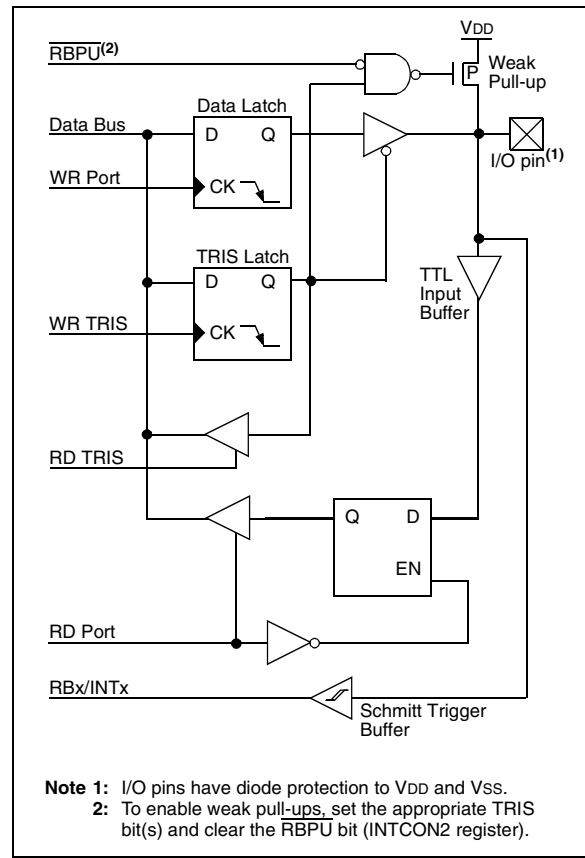 VDD
RBPU(2)
P
Weak
Pull-up
Data Latch
Data Bus
D Q
I/O pin(1)
WR Port
CK
TRIS Latch
D Q
TTL
Input
Buffer
WR TRIS
CK
RD TRIS
Q D
EN
RD Port
RBx/INTx
Schmitt Trigger
Buffer
Note 1: I/O pins have diode protection to VDD and VSS.
2: To enable weak pull-ups, set the appropriate TRIS
bit(s) and clear the RBPU bit (INTCON2 register).